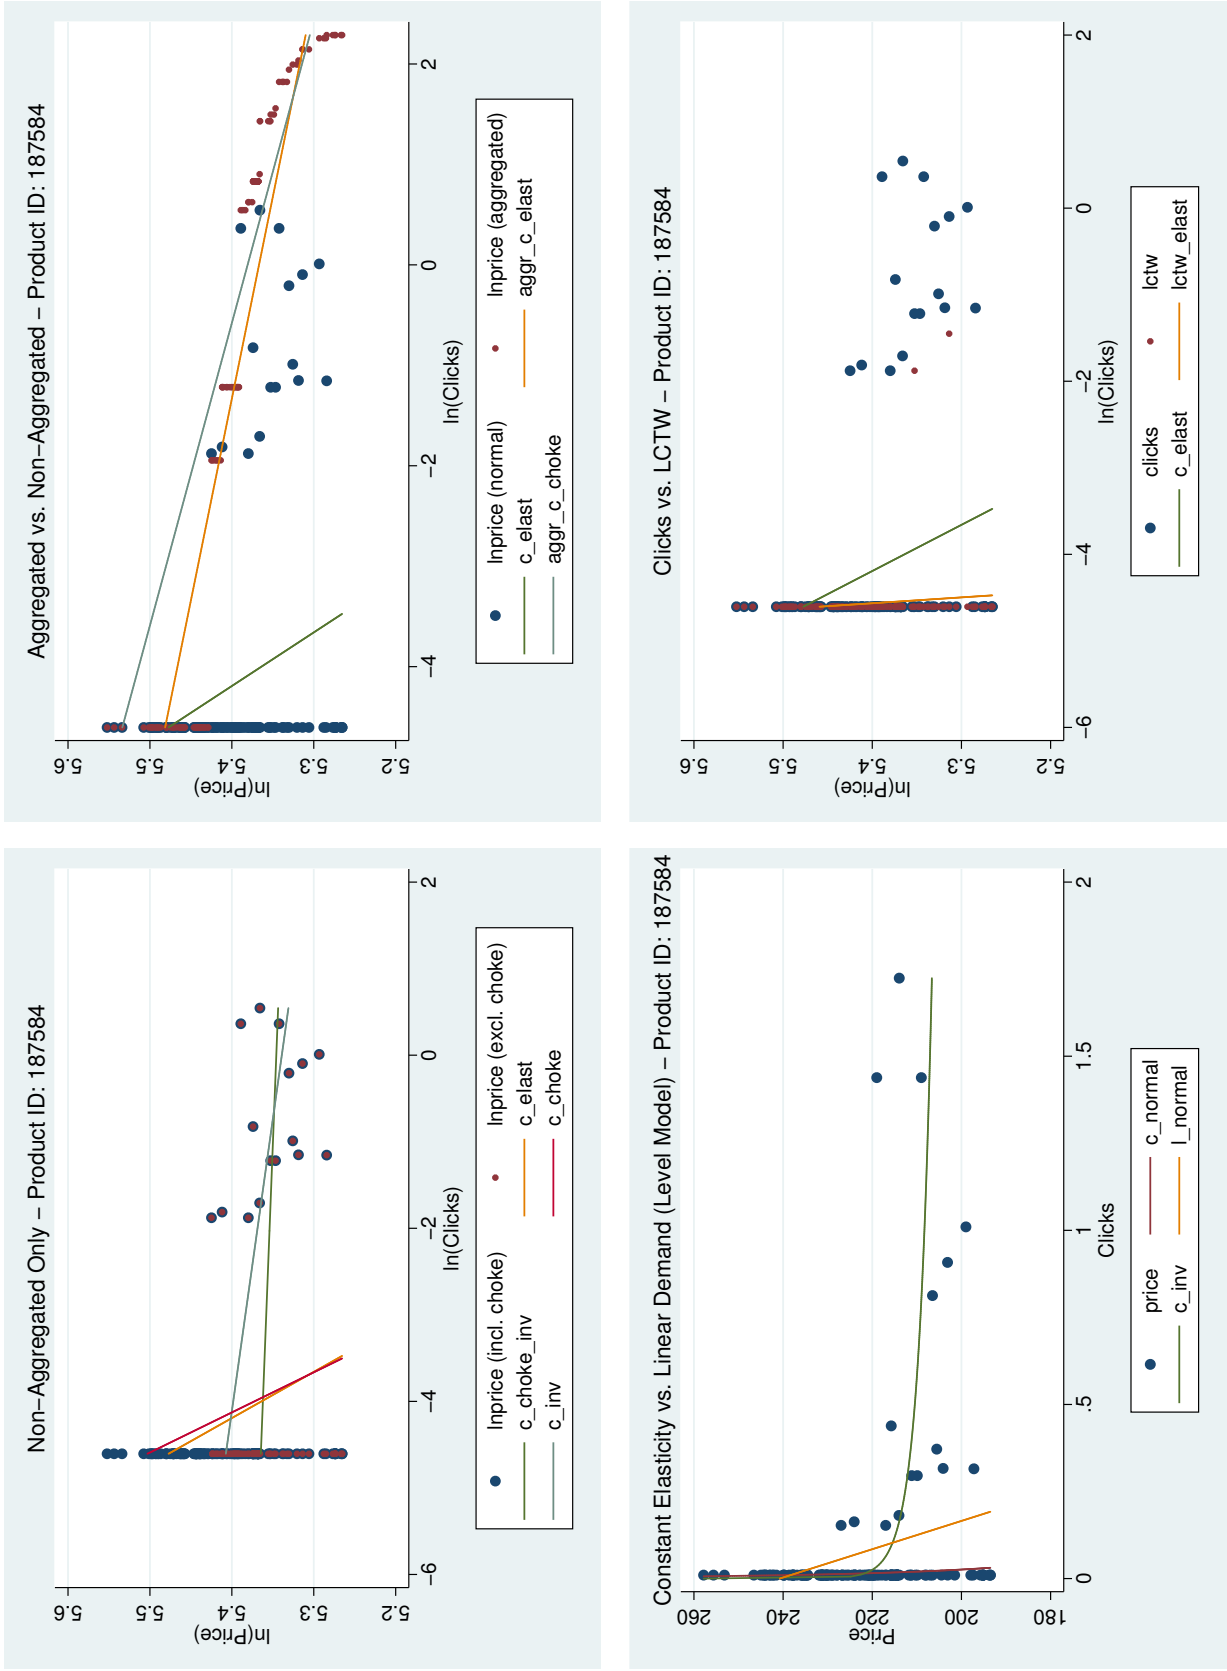 Non−Aggregated Only − Product ID: 187584
ln(Price)
5.6
5.5
5.4
5.3
5.2
−6 −4 −2 0 2
ln(Clicks)
lnprice (incl. choke) lnprice (excl. choke)
c_choke_inv c_elast
c_inv c_choke
Aggregated vs. Non−Aggregated − Product ID: 187584
ln(Price)
5.6
5.5
5.4
5.3
5.2
−4 −2 0 2
ln(Clicks)
lnprice (normal) lnprice (aggregated)
c_elast aggr_c_elast
aggr_c_choke
Constant Elasticity vs. Linear Demand (Level Model) − Product ID: 187584
Price
260
240
220
200
180
0 .5 1 1.5 2
Clicks
price c_normal
c_inv l_normal
Clicks vs. LCTW − Product ID: 187584
ln(Price)
5.6
5.5
5.4
5.3
5.2
−6 −4 −2 0 2
ln(Clicks)
clicks lctw
c_elast lctw_elast